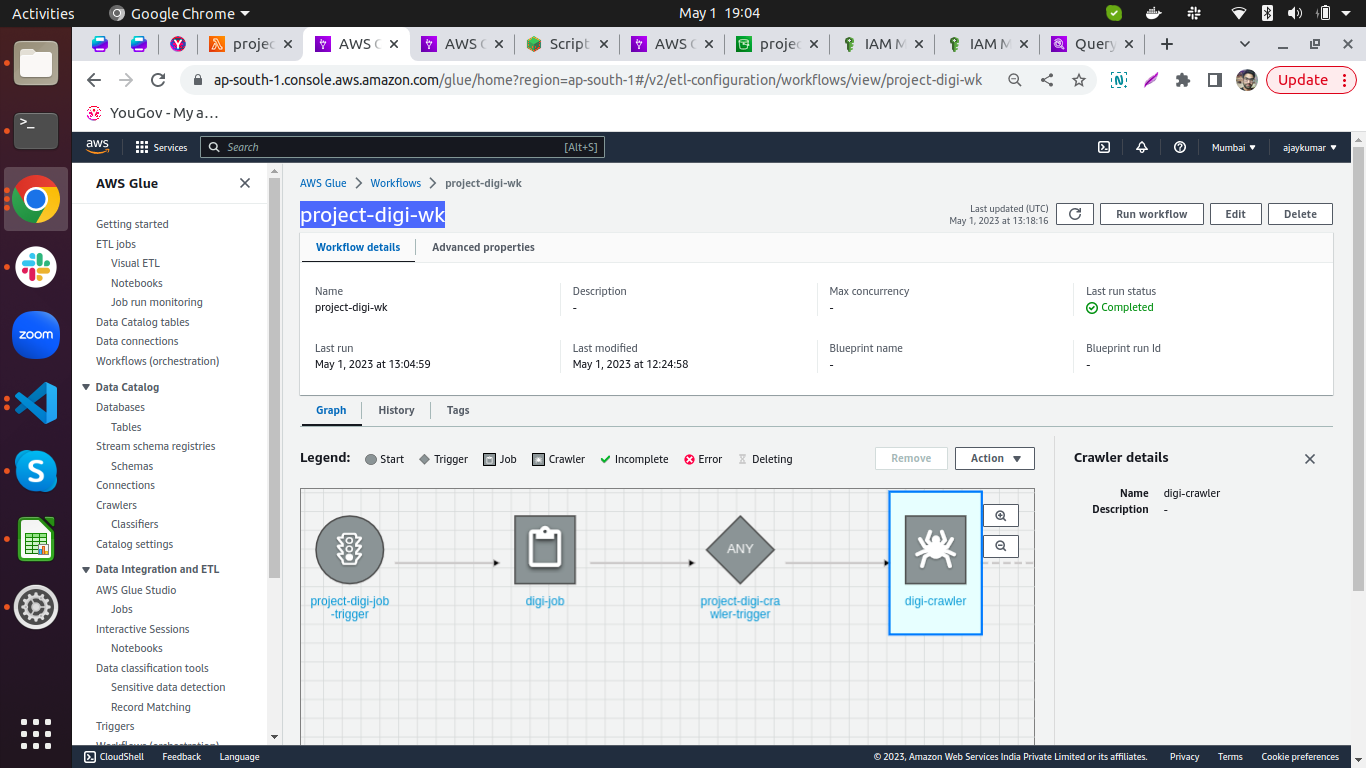 Activities
Google Chrome
May 1 19:04
projec
AWS G
AWS G
Script
AWS G
projec
IAM M
IAM M
Query
ap-south-1.console.aws.amazon.com/glue/home?region=ap-south-1#/v2/etl-configuration/workflows/view/project-digi-wk
Update
YouGov - My a...
aws
Services
Search
[Alt+S]
Mumbai
ajaykumar
AWS Glue
Getting started
ETL jobs
Visual ETL
Notebooks
Job run monitoring
Data Catalog tables
Data connections
Workflows (orchestration)
Data Catalog
Databases
Tables
Stream schema registries
Schemas
Connections
Crawlers
Classifiers
Catalog settings
Data Integration and ETL
AWS Glue Studio
Jobs
Interactive Sessions
Notebooks
Data classification tools
Sensitive data detection
Record Matching
Triggers
Workflows (orchestration)
AWS Glue
Workflows
project-digi-wk
project-digi-wk
Last updated (UTC)
May 1, 2023 at 13:18:16
Run workflow
Edit
Delete
Workflow details
Advanced properties
Name
project-digi-wk
Description
-
Max concurrency
-
Last run status
Completed
Last run
May 1, 2023 at 13:04:59
Last modified
May 1, 2023 at 12:24:58
Blueprint name
-
Blueprint run Id
-
Graph
History
Tags
Legend:
Start
Trigger
Job
Crawler
Incomplete
Error
Deleting
Remove
Action
project-digi-job
-trigger
digi-job
ANY
project-digi-cra
wler-trigger
digi-crawler
Crawler details
Name digi-crawler
Description -
zoom
CloudShell
Feedback
Language
© 2023, Amazon Web Services India Private Limited or its affiliates.
Privacy
Terms
Cookie preferences